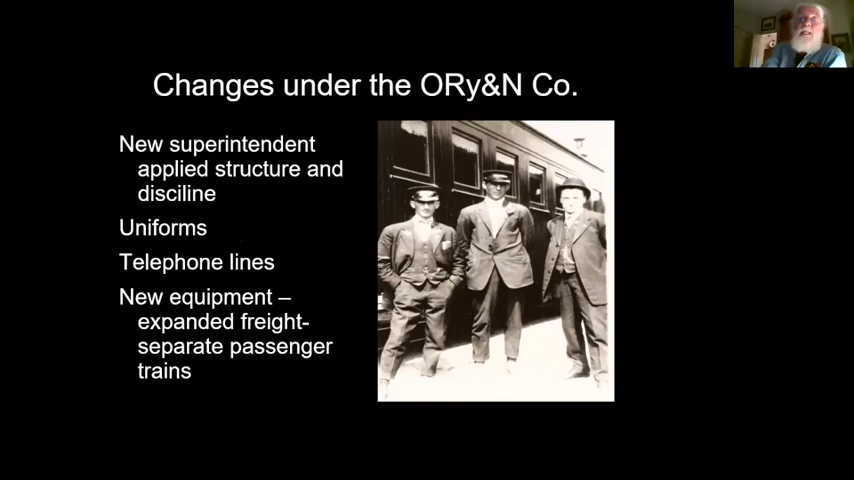 Changes under the ORy&N Co.
New superintendent
applied structure and
disciline
Uniforms
Telephone lines
New equipment –
expanded freight-
separate passenger
trains